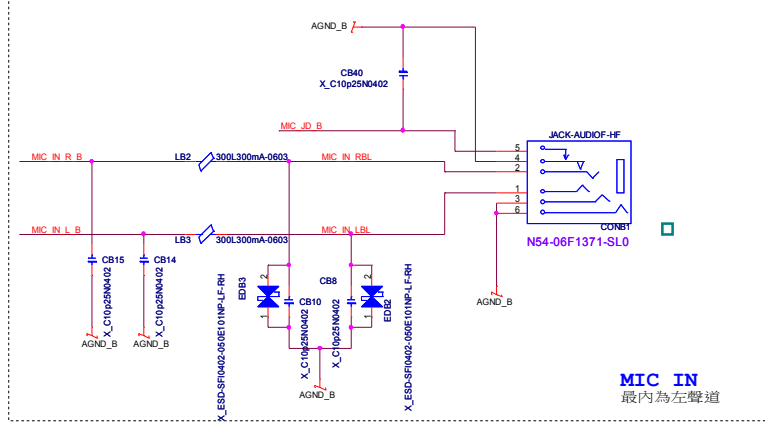 AGND_B
CB40
X_C10p25N0402
MIC_JD_B
JACK-AUDIOF-HF
5
4
2
1
3
6
CONB1
N54-06F1371-SL0
MIC_IN_R_B
LB2
300L300mA-0603
MIC_IN_RBL
MIC_IN_L_B
LB3
300L300mA-0603
MIC_IN_LBL
CB15
X_C10p25N0402
CB14
X_C10p25N0402
AGND_B
AGND_B
X_ESD-SFI0402-050E101NP-LF-RH
EDB3
2
1
CB10
X_C10p25N0402
CB8
X_C10p25N0402
2
1
EDB2
X_ESD-SFI0402-050E101NP-LF-RH
AGND_B
AGND_B
MIC IN
最內為左聲道